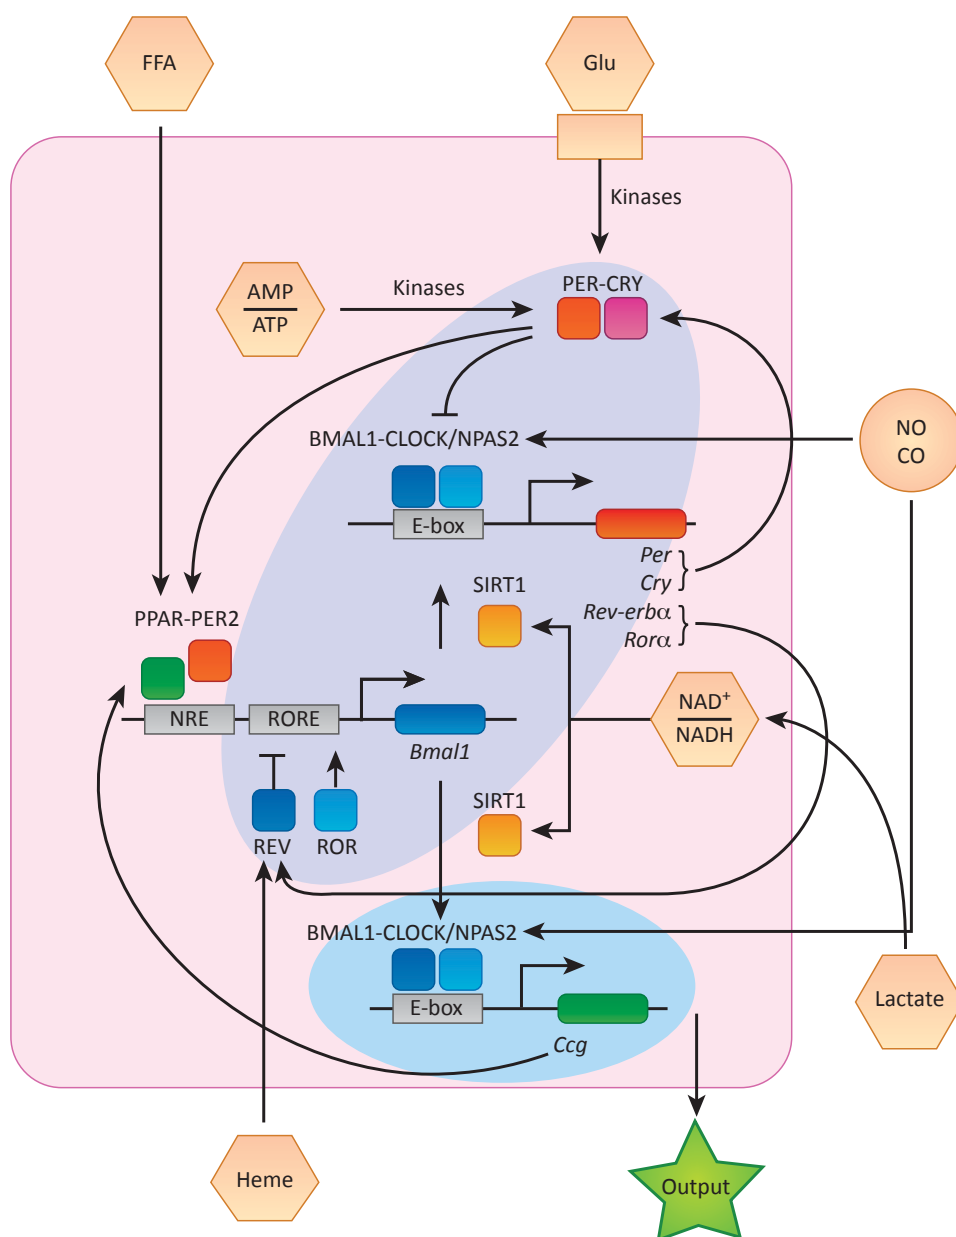 FFA
Glu
Kinases
PER-CRY
AMP
ATP
Kinases
BMAL1-CLOCK/NPAS2
NO
CO
E-box
Per
Cry
SIRT1
Rev-erbα
Rorα
PPAR-PER2
NAD⁺
NADH
NRE
RORE
Bmal1
SIRT1
REV
ROR
BMAL1-CLOCK/NPAS2
E-box
Lactate
Ccg
Heme
Output